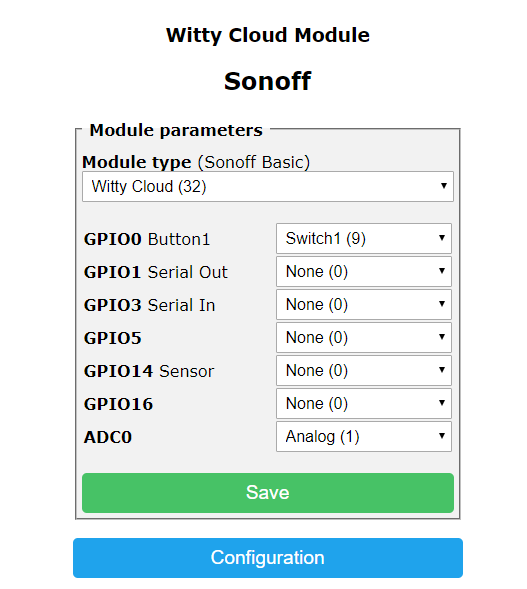 Witty Cloud Module
Sonoff
Module parameters
Module type (Sonoff Basic)
Witty Cloud (32)
GPIO0 Button1 Switch1 (9)
GPIO1 Serial Out None (0)
GPIO3 Serial In None (0)
GPIO5 None (0)
GPIO14 Sensor None (0)
GPIO16 None (0)
ADC0 Analog (1)
Save
Configuration